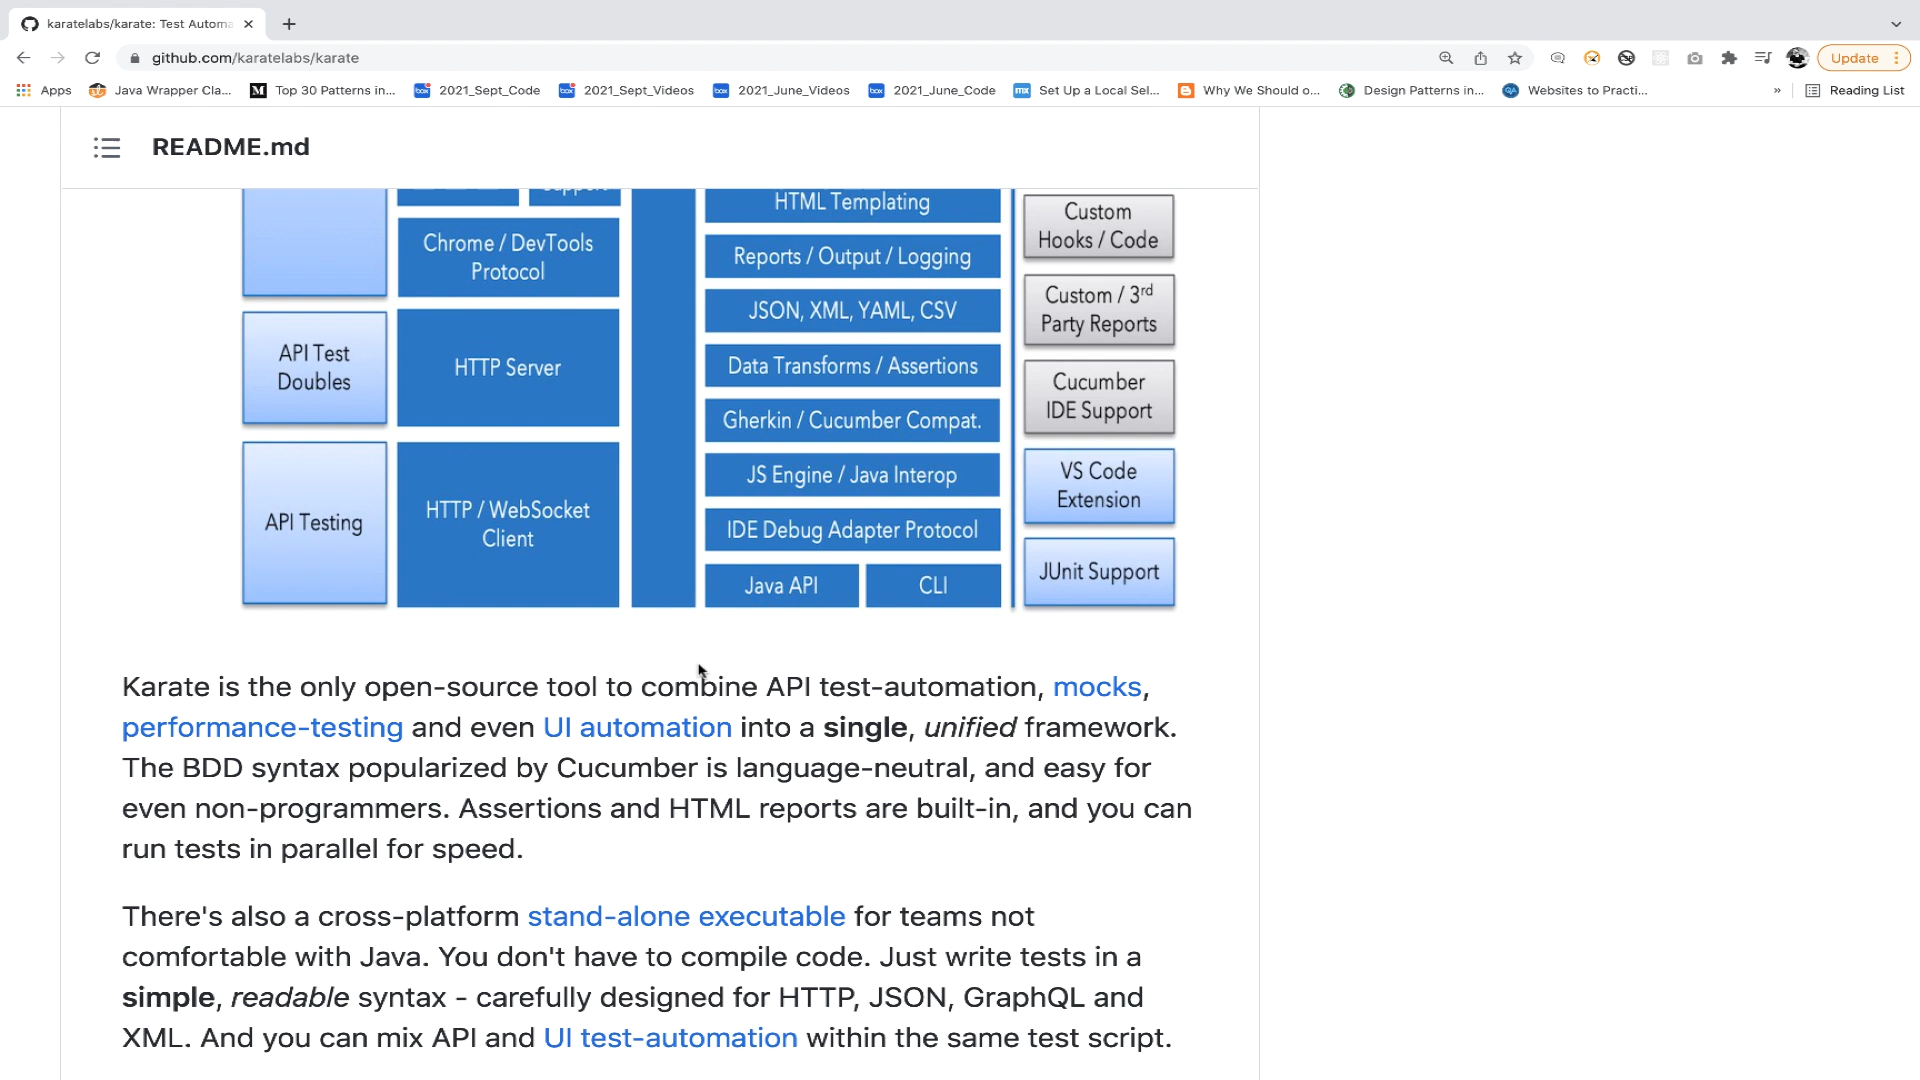 karatelabs/karate: Test Automa
github.com/karatelabs/karate
Update
Apps
Java Wrapper Cla...
Top 30 Patterns in...
2021_Sept_Code
2021_Sept_Videos
2021_June_Videos
2021_June_Code
Set Up a Local Sel...
Why We Should o...
Design Patterns in...
Websites to Practi...
»
Reading List
README.md
Support
Chrome / DevTools
Protocol
API Test
Doubles
HTTP Server
API Testing
HTTP / WebSocket
Client
HTML Templating
Reports / Output / Logging
JSON, XML, YAML, CSV
Data Transforms / Assertions
Gherkin / Cucumber Compat.
JS Engine / Java Interop
IDE Debug Adapter Protocol
Java API
CLI
Custom
Hooks / Code
Custom / 3rd
Party Reports
Cucumber
IDE Support
VS Code
Extension
JUnit Support
Karate is the only open-source tool to combine API test-automation, mocks,
performance-testing and even UI automation into a single, unified framework.
The BDD syntax popularized by Cucumber is language-neutral, and easy for
even non-programmers. Assertions and HTML reports are built-in, and you can
run tests in parallel for speed.
There's also a cross-platform stand-alone executable for teams not
comfortable with Java. You don't have to compile code. Just write tests in a
simple, readable syntax - carefully designed for HTTP, JSON, GraphQL and
XML. And you can mix API and UI test-automation within the same test script.